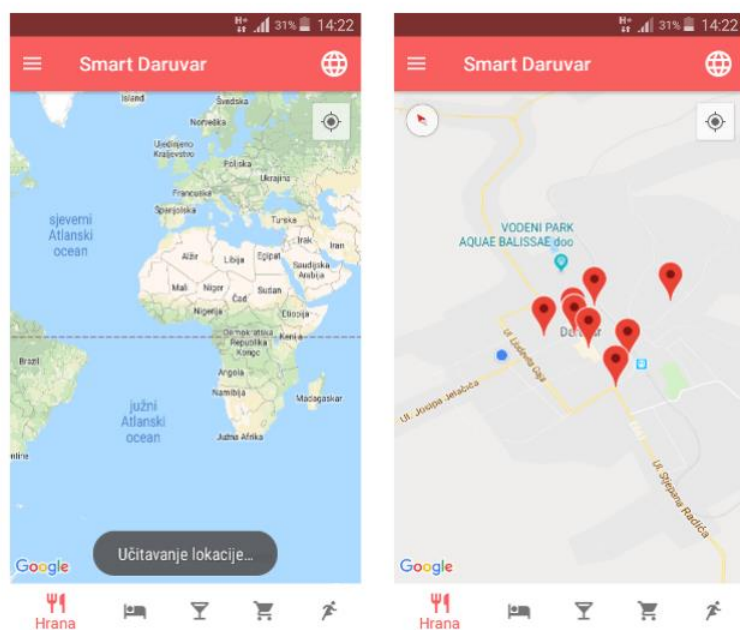 H+ 31% 14:22
Smart Daruvar
Island
Švedska
Norveška
Ujedinjeno
Kraljevstvo
Poljska
Ukrajina
Francuska
Španjolska
Turska
sjeverni
Atlanski
ocean
Irak
Iran
Alžir
Libija
Egipat
Saudijska
Arabija
Mali
Niger
Čad
Sudan
Nigerija
Etiopija
Demokratska
Republika
Kongo
Kenija
Brazil
Angola
Namibija
Madagaskar
južni
Atlanski
ocean
Južna Afrika
ntine
Učitavanje lokacije...
Google
Hrana
H+ 31% 14:22
Smart Daruvar
VODENI PARK
AQUAE BALISSAE doo
Ul. Ljudevita Gaja
Ul. Josipa Jelačića
Ul. Stjepana Radića
Google
Hrana